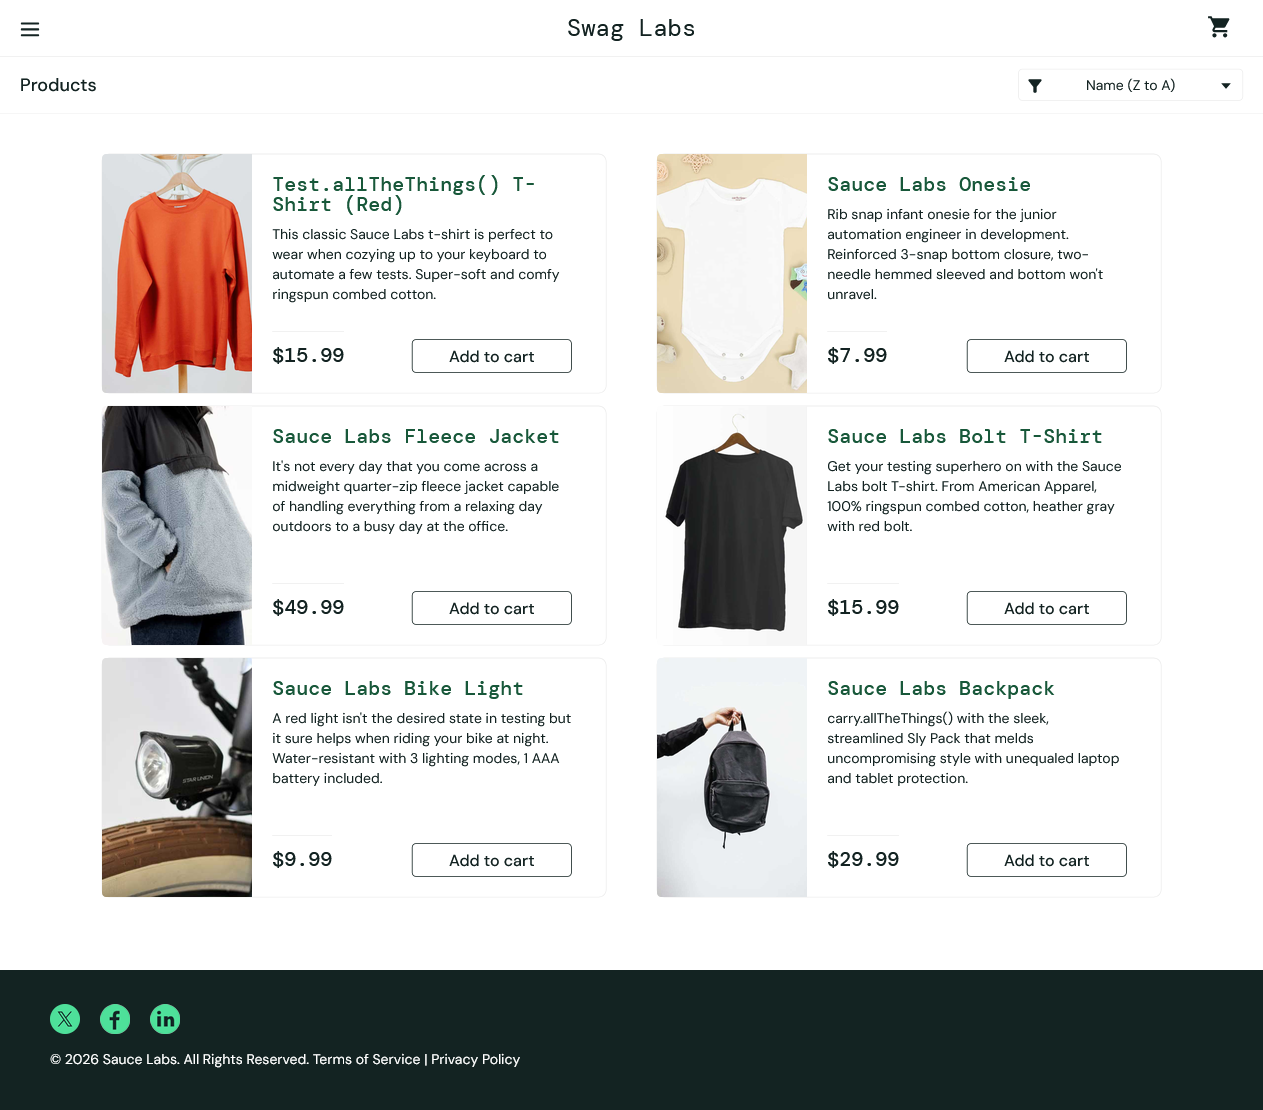 Swag Labs
Products
Name (Z to A)
Test.allTheThings() T-
Shirt (Red)
This classic Sauce Labs t-shirt is perfect to
wear when cozying up to your keyboard to
automate a few tests. Super-soft and comfy
ringspun combed cotton.
$15.99
Add to cart
Sauce Labs Onesie
Rib snap infant onesie for the junior
automation engineer in development.
Reinforced 3-snap bottom closure, two-
needle hemmed sleeved and bottom won't
unravel.
$7.99
Add to cart
Sauce Labs Fleece Jacket
It's not every day that you come across a
midweight quarter-zip fleece jacket capable
of handling everything from a relaxing day
outdoors to a busy day at the office.
$49.99
Add to cart
Sauce Labs Bolt T-Shirt
Get your testing superhero on with the Sauce
Labs bolt T-shirt. From American Apparel,
100% ringspun combed cotton, heather gray
with red bolt.
$15.99
Add to cart
STAR UNION
Sauce Labs Bike Light
A red light isn't the desired state in testing but
it sure helps when riding your bike at night.
Water-resistant with 3 lighting modes, 1 AAA
battery included.
$9.99
Add to cart
Sauce Labs Backpack
carry.allTheThings() with the sleek,
streamlined Sly Pack that melds
uncompromising style with unequaled laptop
and tablet protection.
$29.99
Add to cart
© 2026 Sauce Labs. All Rights Reserved. Terms of Service | Privacy Policy